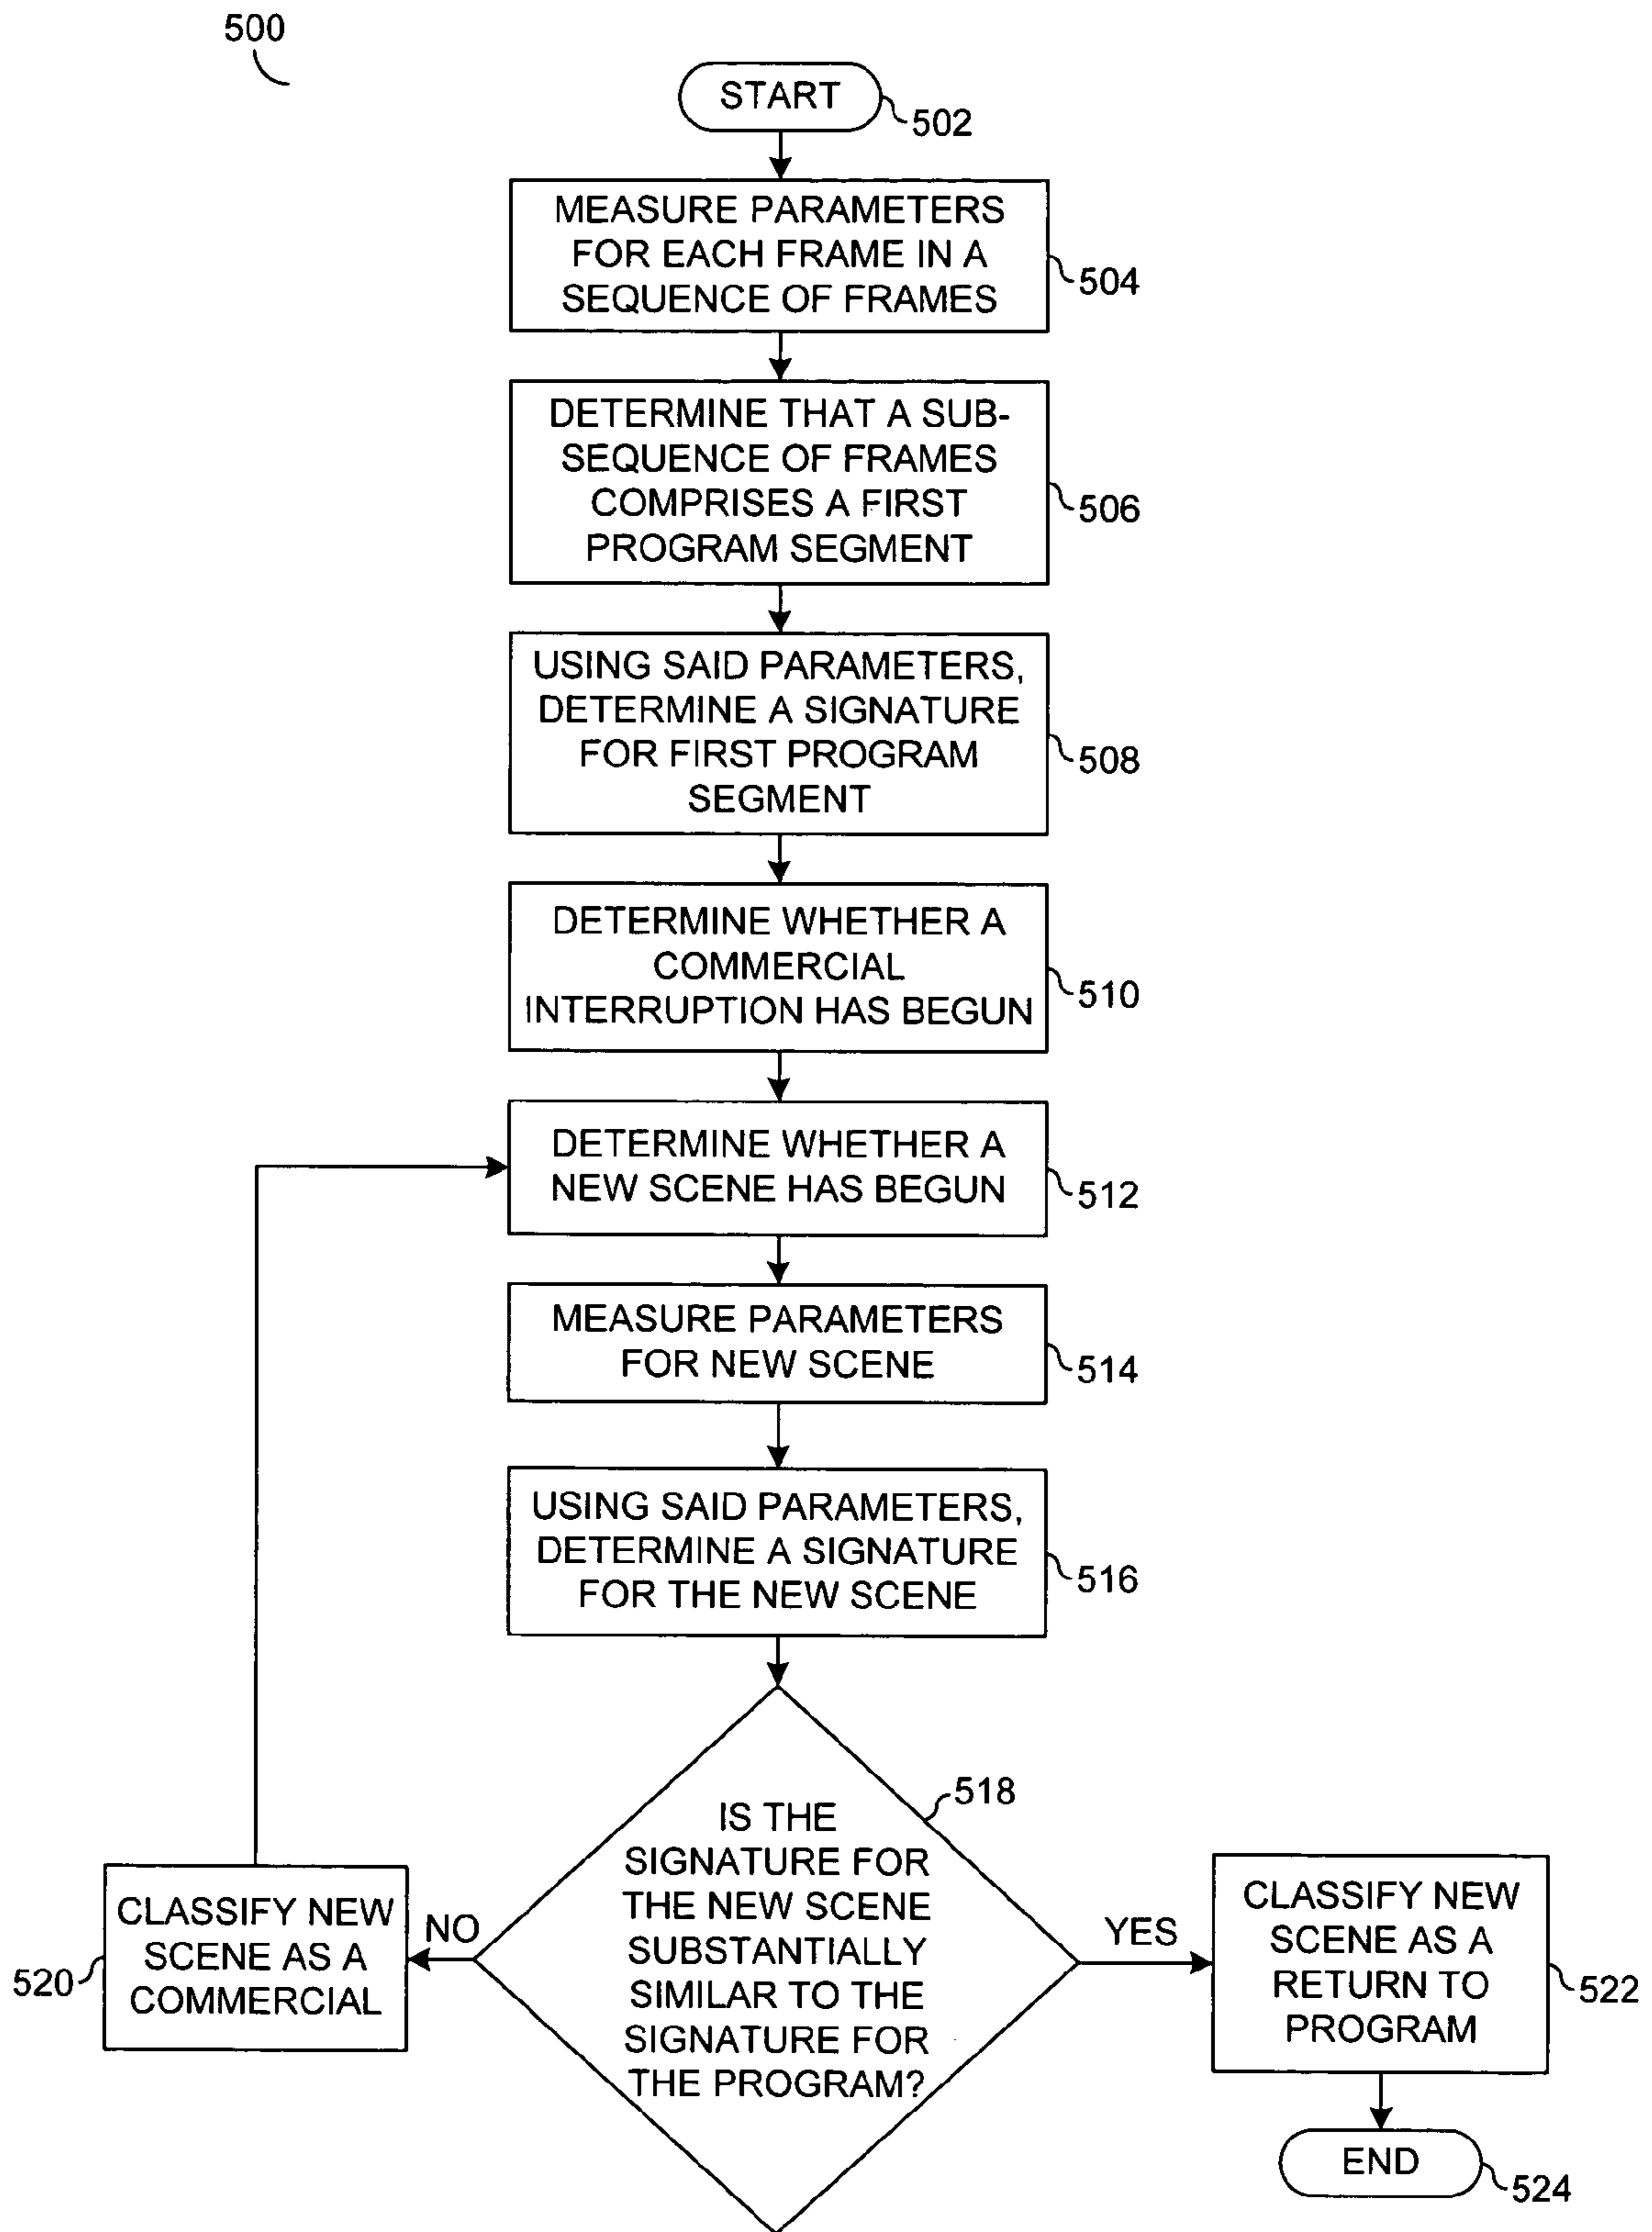 500
START
502
MEASURE PARAMETERS
FOR EACH FRAME IN A
SEQUENCE OF FRAMES
504
DETERMINE THAT A SUB-
SEQUENCE OF FRAMES
COMPRISES A FIRST
PROGRAM SEGMENT
506
USING SAID PARAMETERS,
DETERMINE A SIGNATURE
FOR FIRST PROGRAM
SEGMENT
508
DETERMINE WHETHER A
COMMERCIAL
INTERRUPTION HAS BEGUN
510
DETERMINE WHETHER A
NEW SCENE HAS BEGUN
512
MEASURE PARAMETERS
FOR NEW SCENE
514
USING SAID PARAMETERS,
DETERMINE A SIGNATURE
FOR THE NEW SCENE
516
IS THE
SIGNATURE FOR
THE NEW SCENE
SUBSTANTIALLY
SIMILAR TO THE
SIGNATURE FOR
THE PROGRAM?
518
NO
CLASSIFY NEW
SCENE AS A
COMMERCIAL
520
YES
CLASSIFY NEW
SCENE AS A
RETURN TO
PROGRAM
522
END
524